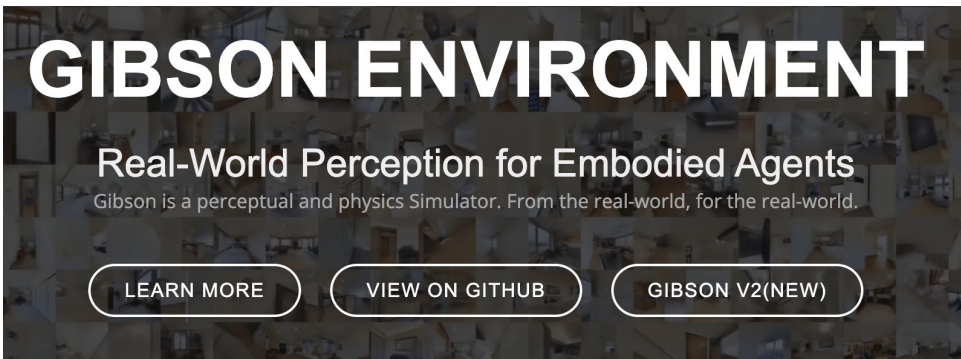 GIBSON ENVIRONMENT
Real-World Perception for Embodied Agents
Gibson is a perceptual and physics Simulator. From the real-world, for the real-world.
LEARN MORE VIEW ON GITHUB GIBSON V2(NEW)